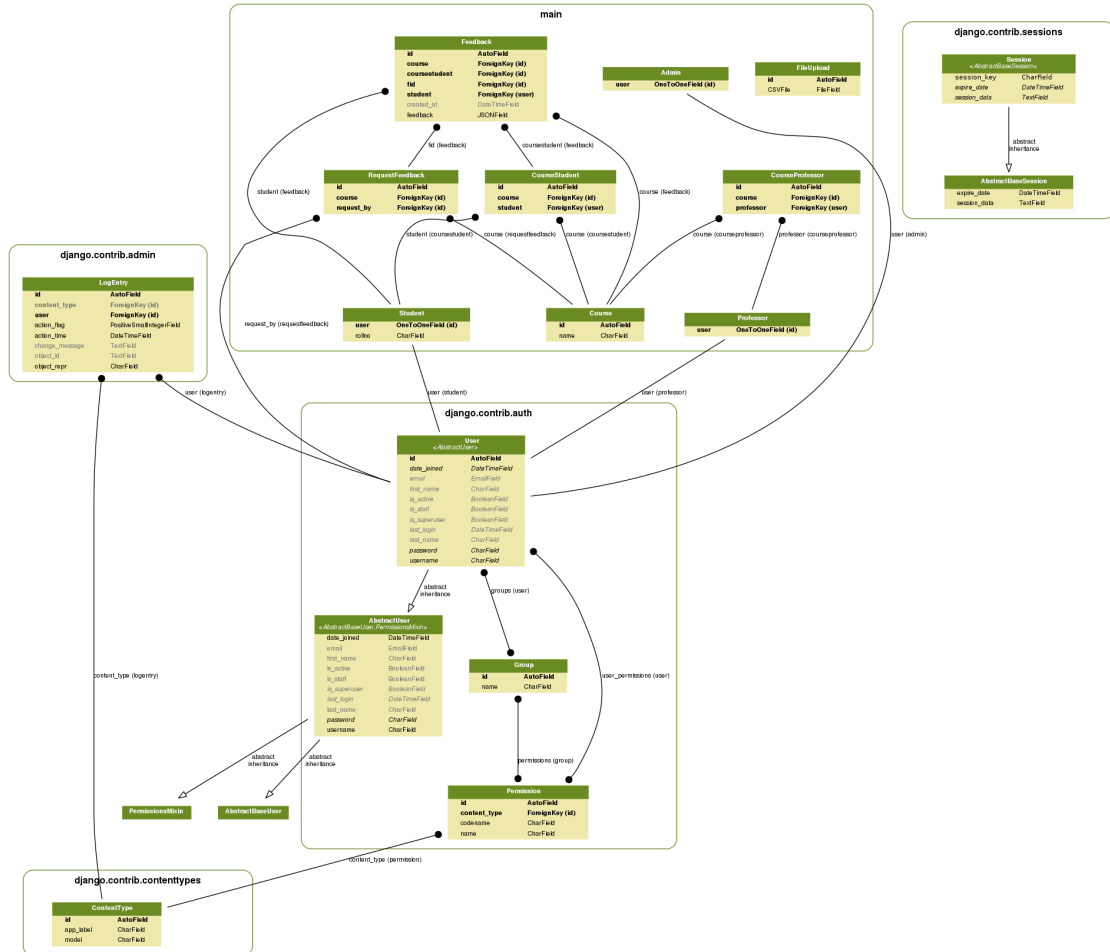 main
Feedback
id AutoField
course ForeignKey (id)
coursestudent ForeignKey (id)
fid ForeignKey (id)
student ForeignKey (user)
created_at DateTimeField
feedback JSONField
Admin
user OneToOneField (id)
FileUpload
id AutoField
CSVFile FileField
django.contrib.sessions
Session
<AbstractBaseSession>
session_key CharField
expire_date DateTimeField
session_data TextField
abstract
inheritance
AbstractBaseSession
expire_date DateTimeField
session_data TextField
fid (feedback)
coursestudent (feedback)
student (feedback)
course (feedback)
RequestFeedback
id AutoField
course ForeignKey (id)
request_by ForeignKey (id)
CourseStudent
id AutoField
course ForeignKey (id)
student ForeignKey (user)
CourseProfessor
id AutoField
course ForeignKey (id)
professor ForeignKey (user)
student (coursestudent)
course (requestfeedback)
course (coursestudent)
course (courseprofessor)
professor (courseprofessor)
user (admin)
django.contrib.admin
LogEntry
id AutoField
content_type ForeignKey (id)
user ForeignKey (id)
action_flag PositiveSmallIntegerField
action_time DateTimeField
change_message TextField
object_id TextField
object_repr CharField
request_by (requestfeedback)
Student
user OneToOneField (id)
rollno CharField
Course
id AutoField
name CharField
Professor
user OneToOneField (id)
user (logentry)
user (student)
user (professor)
django.contrib.auth
User
<AbstractUser>
id AutoField
date_joined DateTimeField
email EmailField
first_name CharField
is_active BooleanField
is_staff BooleanField
is_superuser BooleanField
last_login DateTimeField
last_name CharField
password CharField
username CharField
abstract
inheritance
groups (user)
AbstractUser
<AbstractBaseUser,PermissionsMixin>
date_joined DateTimeField
email EmailField
first_name CharField
is_active BooleanField
is_staff BooleanField
is_superuser BooleanField
last_login DateTimeField
last_name CharField
password CharField
username CharField
Group
id AutoField
name CharField
content_type (logentry)
user_permissions (user)
abstract
inheritance
abstract
inheritance
permissions (group)
PermissionsMixin
AbstractBaseUser
Permission
id AutoField
content_type ForeignKey (id)
codename CharField
name CharField
content_type (permission)
django.contrib.contenttypes
ContentType
id AutoField
app_label CharField
model CharField